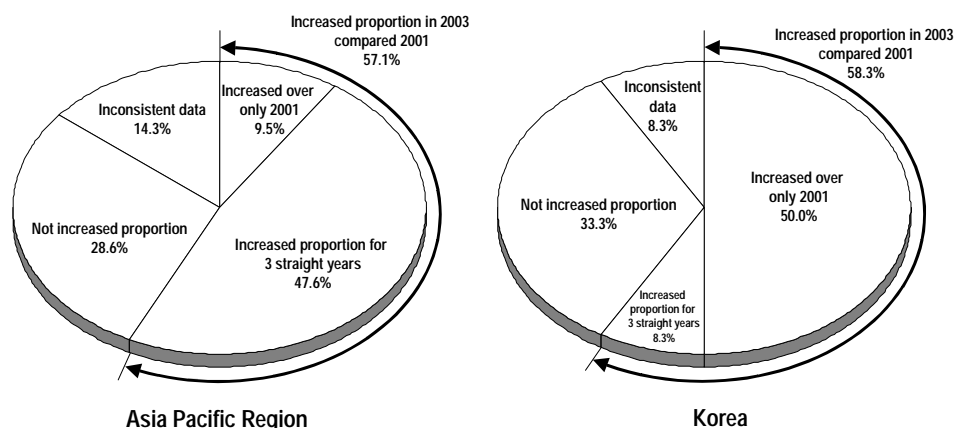 Increased proportion in 2003
compared 2001
57.1%
Increased over
only 2001
9.5%
Inconsistent data
14.3%
Not increased proportion
28.6%
Increased proportion for
3 straight years
47.6%
Asia Pacific Region
Increased proportion in 2003
compared 2001
58.3%
Inconsistent
data
8.3%
Increased over
only 2001
50.0%
Not increased proportion
33.3%
Increased
proportion for
3 straight years
8.3%
Korea